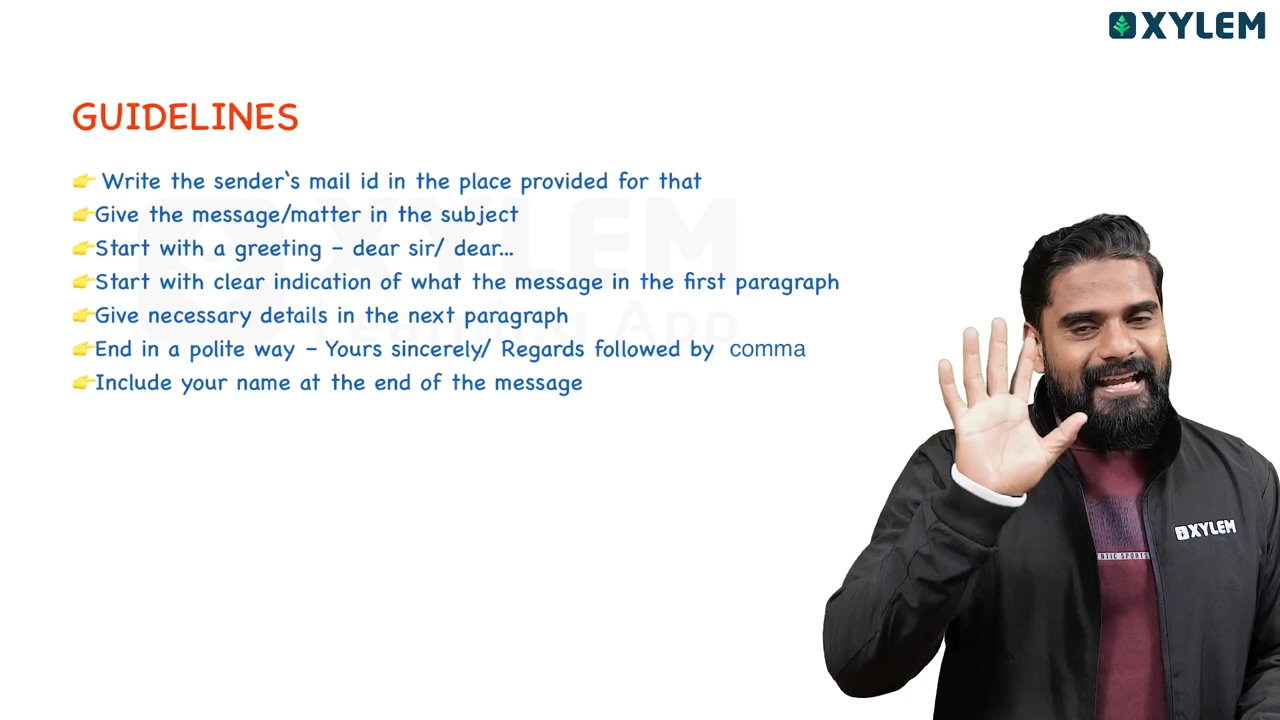 XYLEM
GUIDELINES
👉 Write the sender's mail id in the place provided for that
👉Give the message/matter in the subject
👉Start with a greeting – dear sir/ dear...
👉Start with clear indication of what the message in the first paragraph
👉Give necessary details in the next paragraph
👉End in a polite way – Yours sincerely/ Regards followed by comma
👉Include your name at the end of the message
XYLEM
Learning App
XYLEM